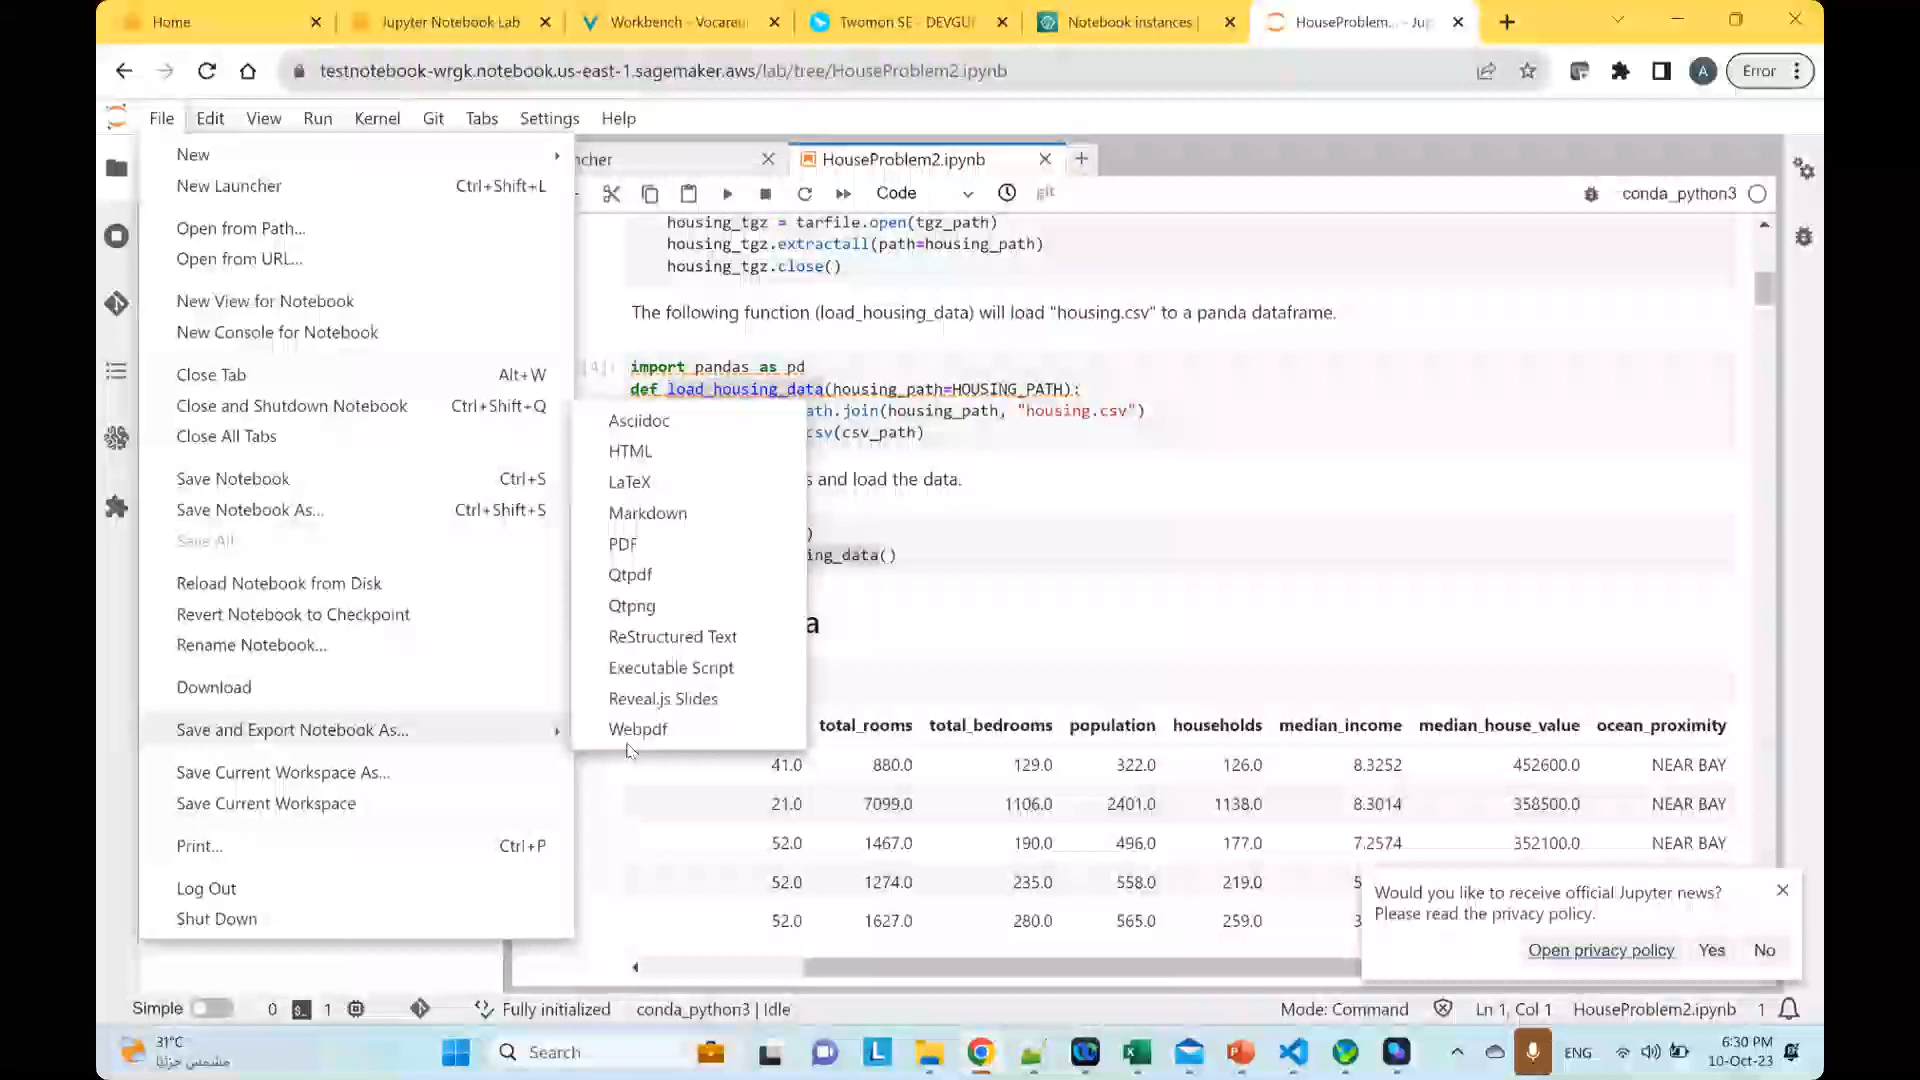 Home
Jupyter Notebook Lab
Workbench - Vocareu
Twomon SE - DEVGUI
Notebook instances |
HouseProblem... - Jup
testnotebook-wrgk.notebook.us-east-1.sagemaker.aws/lab/tree/HouseProblem2.ipynb
A
Error
File Edit View Run Kernel Git Tabs Settings Help
New
New Launcher Ctrl+Shift+L
Open from Path...
Open from URL...
New View for Notebook
New Console for Notebook
Close Tab Alt+W
Close and Shutdown Notebook Ctrl+Shift+Q
Close All Tabs
Save Notebook Ctrl+S
Save Notebook As... Ctrl+Shift+S
Save All
Reload Notebook from Disk
Revert Notebook to Checkpoint
Rename Notebook...
Download
Save and Export Notebook As...
Save Current Workspace As...
Save Current Workspace
Print... Ctrl+P
Log Out
Shut Down
Asciidoc
HTML
LaTeX
Markdown
PDF
Qtpdf
Qtpng
ReStructured Text
Executable Script
Reveal.js Slides
Webpdf
ncher
HouseProblem2.ipynb
Code
git
conda_python3
housing_tgz = tarfile.open(tgz_path)
housing_tgz.extractall(path=housing_path)
housing_tgz.close()
The following function (load_housing_data) will load "housing.csv" to a panda dataframe.
[4]: import pandas as pd
def load_housing_data(housing_path=HOUSING_PATH):
ath.join(housing_path, "housing.csv")
csv(csv_path)
s and load the data.
)
ing_data()
a
total_rooms total_bedrooms population households median_income median_house_value ocean_proximity
41.0 880.0 129.0 322.0 126.0 8.3252 452600.0 NEAR BAY
21.0 7099.0 1106.0 2401.0 1138.0 8.3014 358500.0 NEAR BAY
52.0 1467.0 190.0 496.0 177.0 7.2574 352100.0 NEAR BAY
52.0 1274.0 235.0 558.0 219.0 5
52.0 1627.0 280.0 565.0 259.0 3
Would you like to receive official Jupyter news?
Please read the privacy policy.
Open privacy policy Yes No
Simple 0 1 Fully initialized conda_python3 | Idle Mode: Command Ln 1, Col 1 HouseProblem2.ipynb 1
31°C
مشمس جزئيًا
Search
ENG
6:30 PM
10-Oct-23